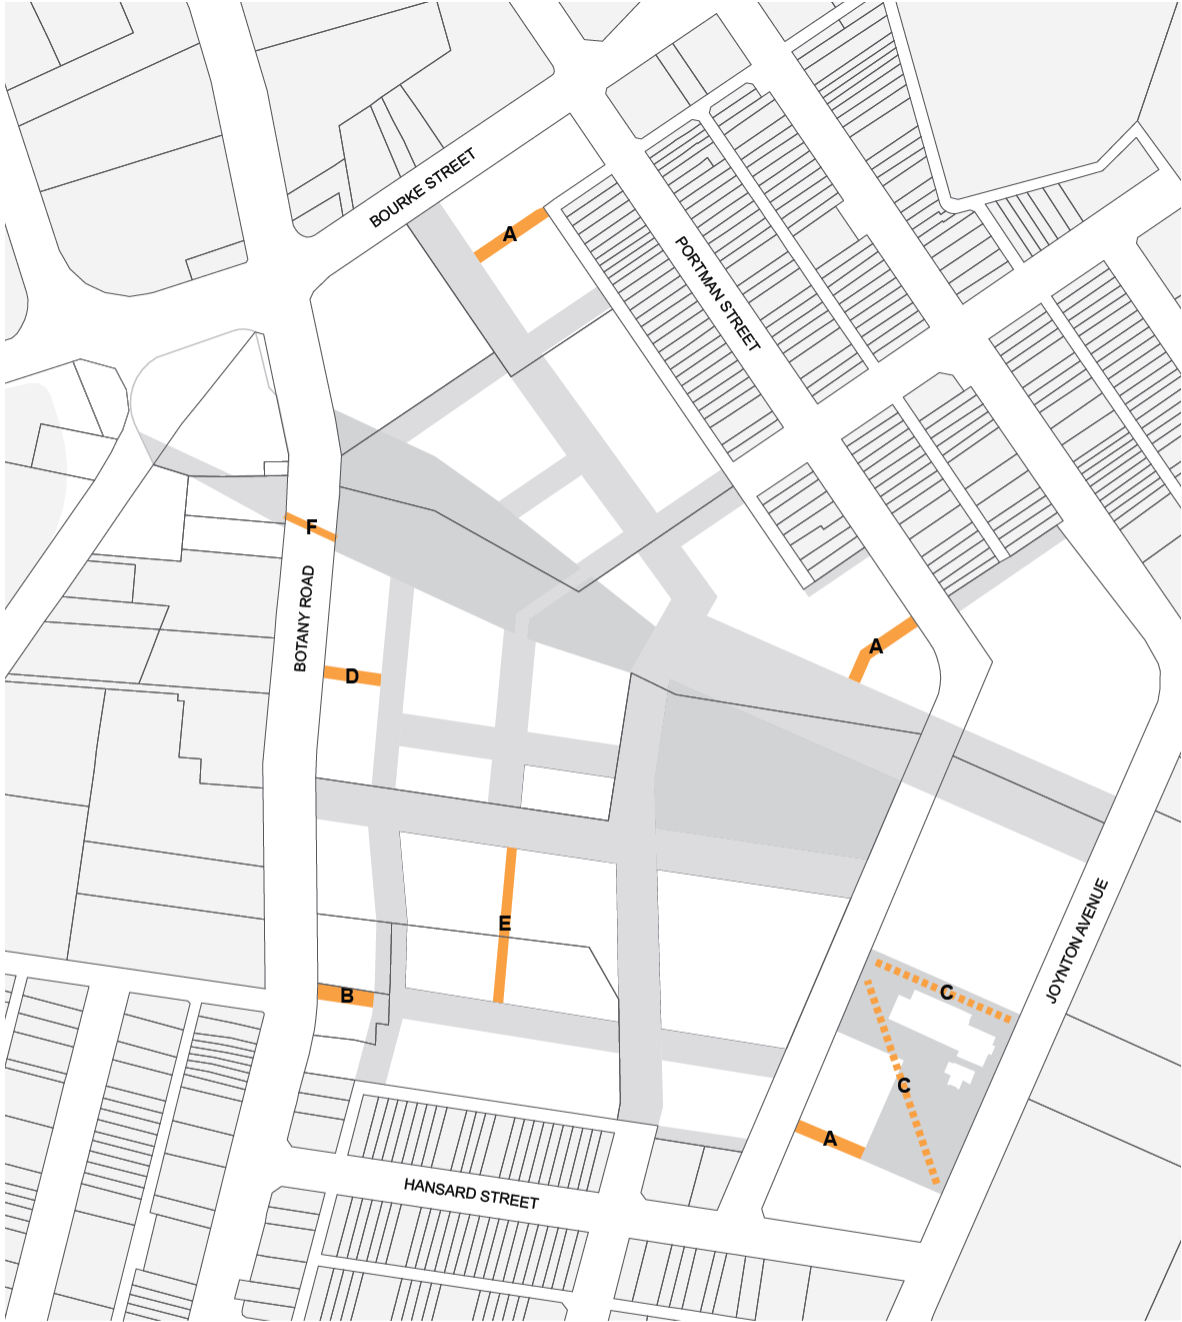 BOURKE STREET
A
PORTMAN STREET
F
BOTANY ROAD
D
A
E
B
JOYNTON AVENUE
C
C
A
HANSARD STREET